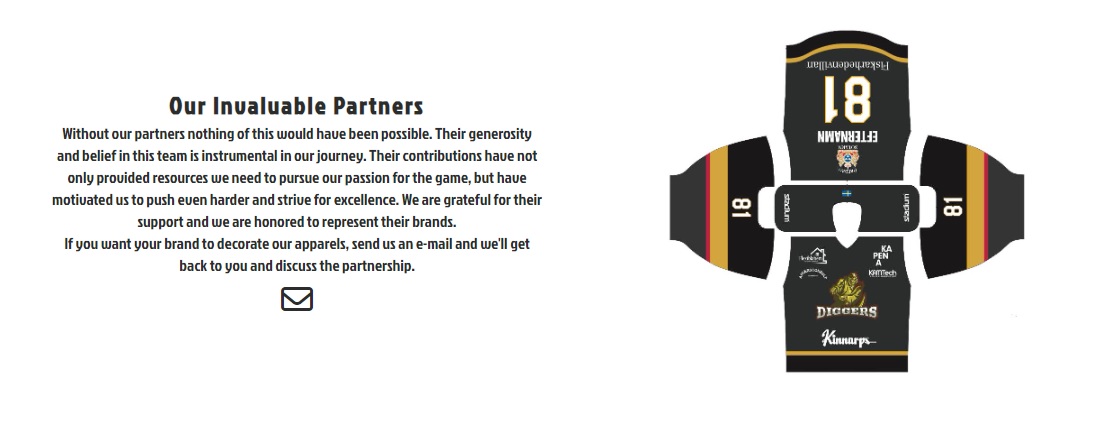 Our Invaluable Partners
Without our partners nothing of this would have been possible. Their generosity
and belief in this team is instrumental in our journey. Their contributions have not
only provided resources we need to pursue our passion for the game, but have
motivated us to push even harder and strive for excellence. We are grateful for their
support and we are honored to represent their brands.
If you want your brand to decorate our apparels, send us an e-mail and we'll get
back to you and discuss the partnership.
Fiskarhedenvillan
81
EFTERNAMN
81
81
stadium
stadium
KA
PEN
A
KANTech
DIGGERS
Kinnarps